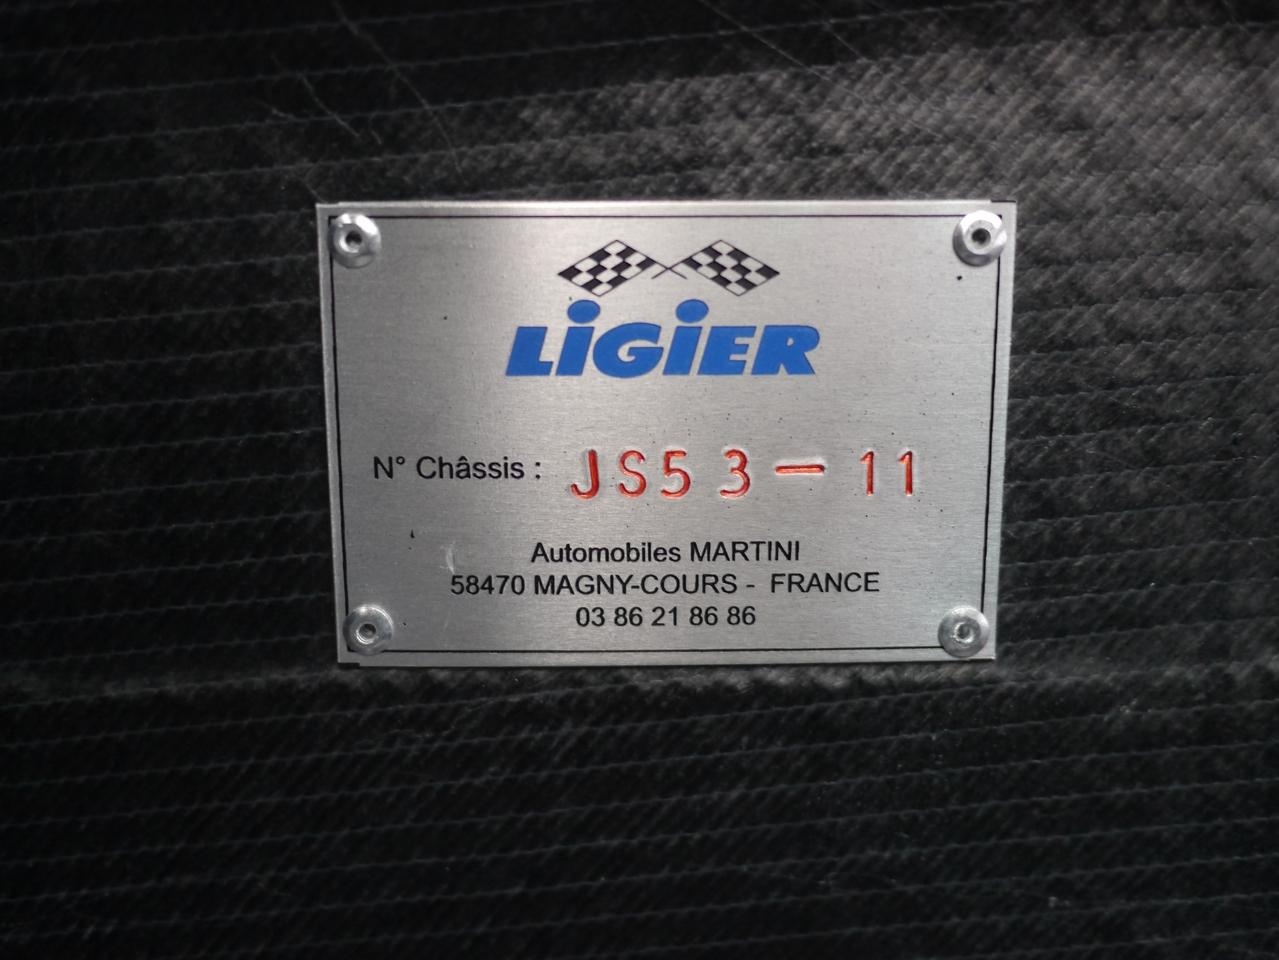 LiGiER
N° Châssis : JS53-11
Automobiles MARTINI
58470 MAGNY-COURS - FRANCE
03 86 21 86 86